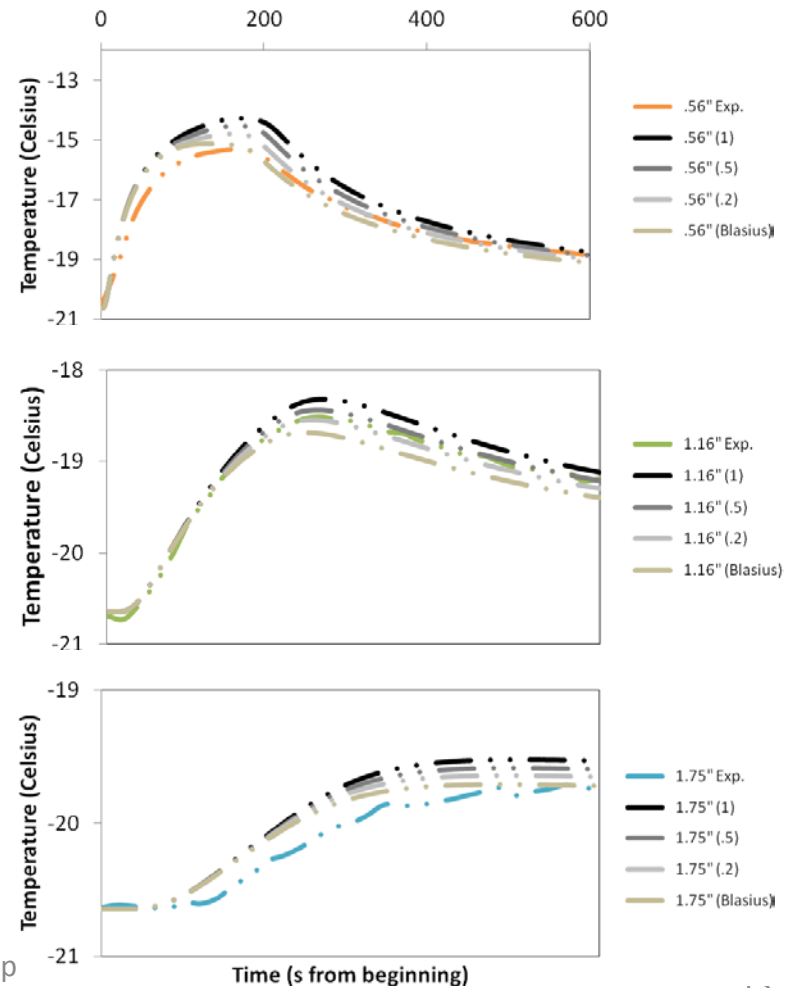 0 200 400 600
Temperature (Celsius)
-13
-15
-17
-19
-21
.56" Exp.
.56" (1)
.56" (.5)
.56" (.2)
.56" (Blasius)
Temperature (Celsius)
-18
-19
-20
-21
1.16" Exp.
1.16" (1)
1.16" (.5)
1.16" (.2)
1.16" (Blasius)
Temperature (Celsius)
-19
-20
-21
1.75" Exp.
1.75" (1)
1.75" (.5)
1.75" (.2)
1.75" (Blasius)
p
Time (s from beginning)